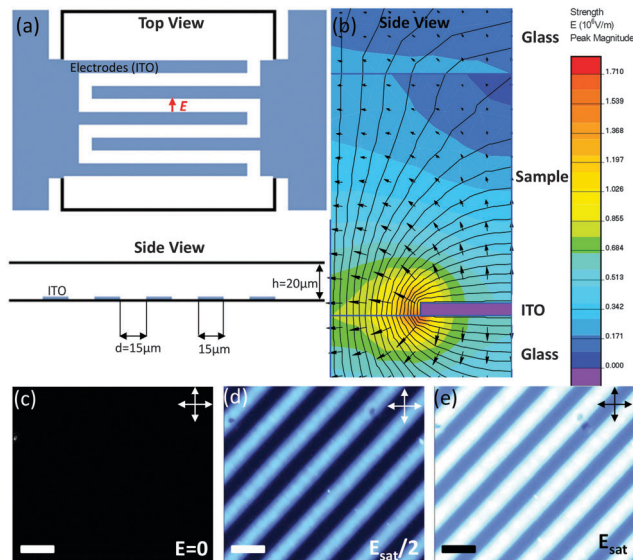 (a)
Top View
Electrodes (ITO)
E
Side View
ITO
h=20μm
d=15μm
15μm
(b)
Side View
Glass
Sample
ITO
Glass
Strength
E (10⁶V/m)
Peak Magnitude
1.710
1.539
1.368
1.197
1.026
0.855
0.684
0.513
0.342
0.171
0.000
(c)
E=0
(d)
Esat/2
(e)
Esat